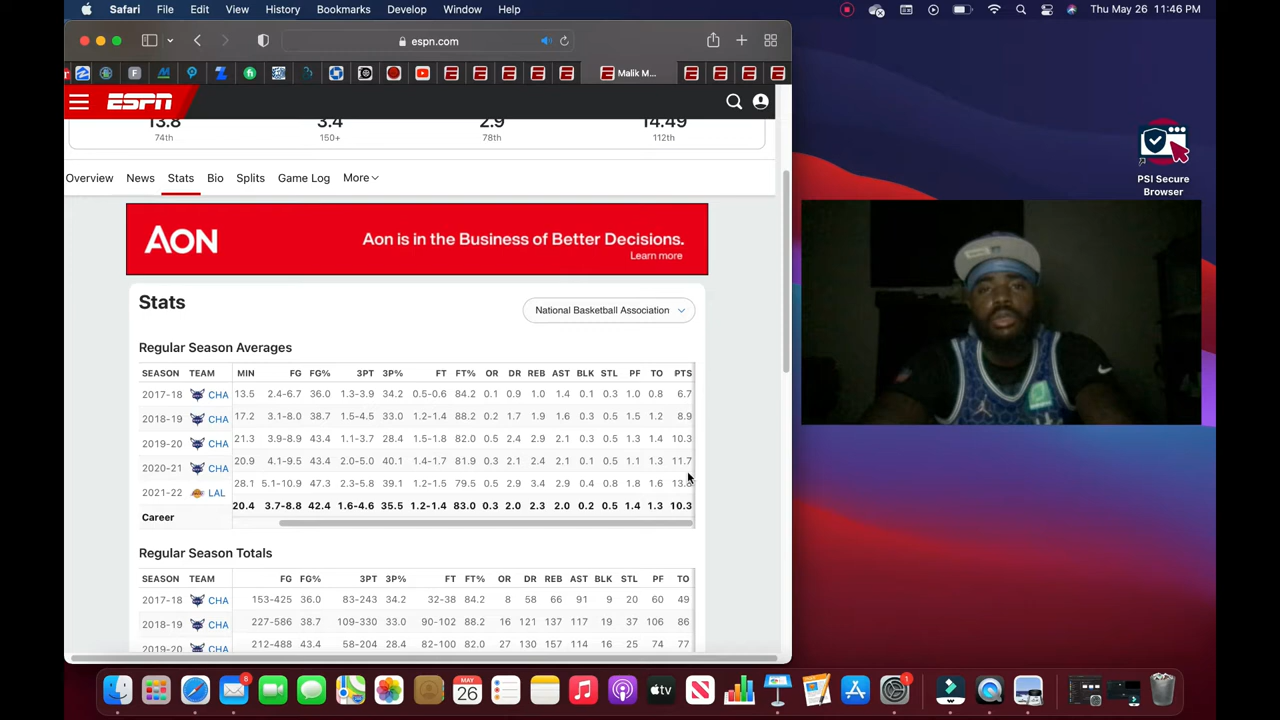 Safari File Edit View History Bookmarks Develop Window Help Thu May 26 11:46 PM
espn.com
Malik M...
ESPN
13.8 3.4 2.9 14.49
74th 150+ 78th 112th
Overview News Stats Bio Splits Game Log More
AON Aon is in the Business of Better Decisions.
Learn more
Stats National Basketball Association
Regular Season Averages
SEASON TEAM MIN FG FG% 3PT 3P% FT FT% OR DR REB AST BLK STL PF TO PTS
2017-18 CHA 13.5 2.4-6.7 36.0 1.3-3.9 34.2 0.5-0.6 84.2 0.1 0.9 1.0 1.4 0.1 0.3 1.0 0.8 6.7
2018-19 CHA 17.2 3.1-8.0 38.7 1.5-4.5 33.0 1.2-1.4 88.2 0.2 1.7 1.9 1.6 0.3 0.5 1.5 1.2 8.9
2019-20 CHA 21.3 3.9-8.9 43.4 1.1-3.7 28.4 1.5-1.8 82.0 0.5 2.4 2.9 2.1 0.3 0.5 1.3 1.4 10.3
2020-21 CHA 20.9 4.1-9.5 43.4 2.0-5.0 40.1 1.4-1.7 81.9 0.3 2.1 2.4 2.1 0.1 0.5 1.1 1.3 11.7
2021-22 LAL 28.1 5.1-10.9 47.3 2.3-5.8 39.1 1.2-1.5 79.5 0.5 2.9 3.4 2.9 0.4 0.8 1.8 1.6 13.8
Career 20.4 3.7-8.8 42.4 1.6-4.6 35.5 1.2-1.4 83.0 0.3 2.0 2.3 2.0 0.2 0.5 1.4 1.3 10.3
Regular Season Totals
SEASON TEAM FG FG% 3PT 3P% FT FT% OR DR REB AST BLK STL PF TO
2017-18 CHA 153-425 36.0 83-243 34.2 32-38 84.2 8 58 66 91 9 20 60 49
2018-19 CHA 227-586 38.7 109-330 33.0 90-102 88.2 16 121 137 117 19 37 106 86
2019-20 CHA 212-488 43.4 58-204 28.4 82-100 82.0 27 130 157 114 16 25 74 77
PSI Secure
Browser
8
MAY
26
tv
1